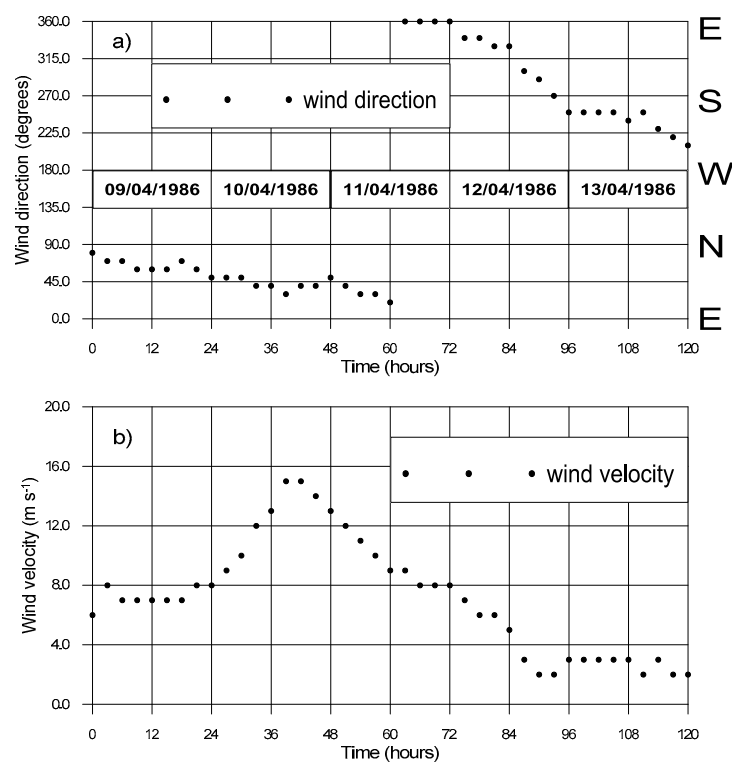 360.0 E
a)
315.0
wind direction
270.0 S
225.0
180.0 W
09/04/1986 10/04/1986 11/04/1986 12/04/1986 13/04/1986
135.0
90.0 N
45.0
0.0 E
Wind direction (degrees)
0 12 24 36 48 60 72 84 96 108 120
Time (hours)
20.0
b)
wind velocity
16.0
12.0
8.0
4.0
0.0
Wind velocity (m s-1)
0 12 24 36 48 60 72 84 96 108 120
Time (hours)